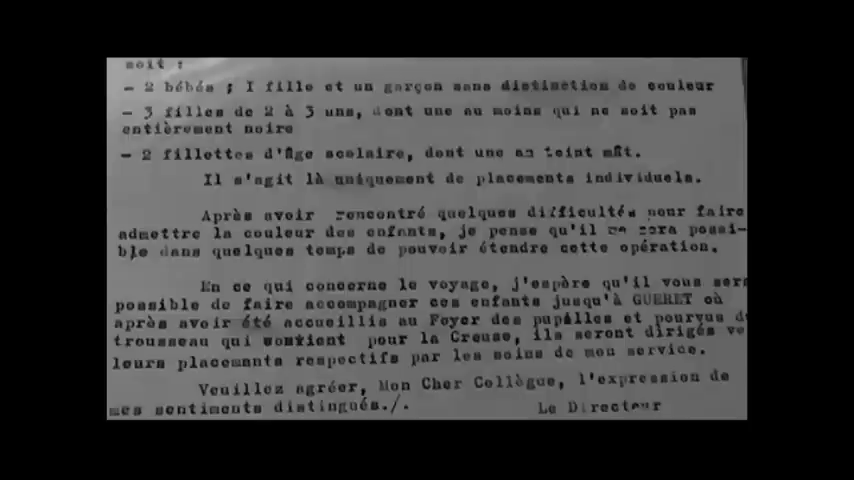 soit :
- 2 bébés ; I fille et un garçon sans distinction de couleur
- 3 filles de 2 à 3 ans, dont une au moins qui ne soit pas
entièrement noire
- 2 fillettes d'âge scolaire, dont une au teint mât.
Il s'agit là uniquement de placements individuels.
Après avoir rencontré quelques difficultés pour faire
admettre la couleur des enfants, je pense qu'il me sera possi-
ble dans quelques temps de pouvoir étendre cette opération.
En ce qui concerne le voyage, j'espère qu'il vous sera
possible de faire accompagner ces enfants jusqu'à GUERET où
après avoir été accueillis au Foyer des pupilles et pourvus d
trousseau qui convient pour la Creuse, ils seront dirigés ve
leurs placements respectifs par les soins de mon service.
Veuillez agréer, Mon Cher Collègue, l'expression de
mes sentiments distingués./.
Le Directeur